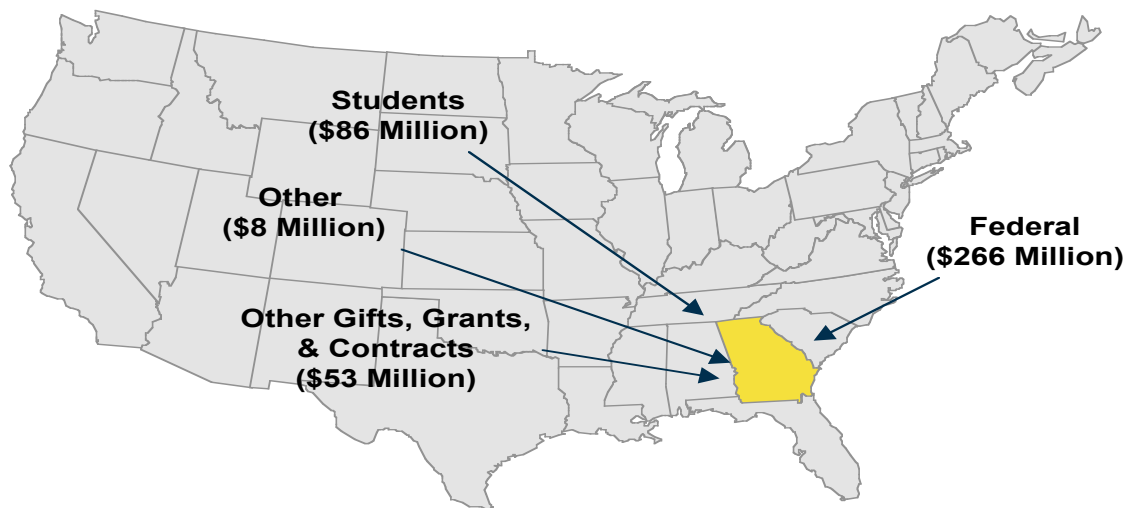 Students
($86 Million)
Other
($8 Million)
Federal
($266 Million)
Other Gifts, Grants,
& Contracts
($53 Million)